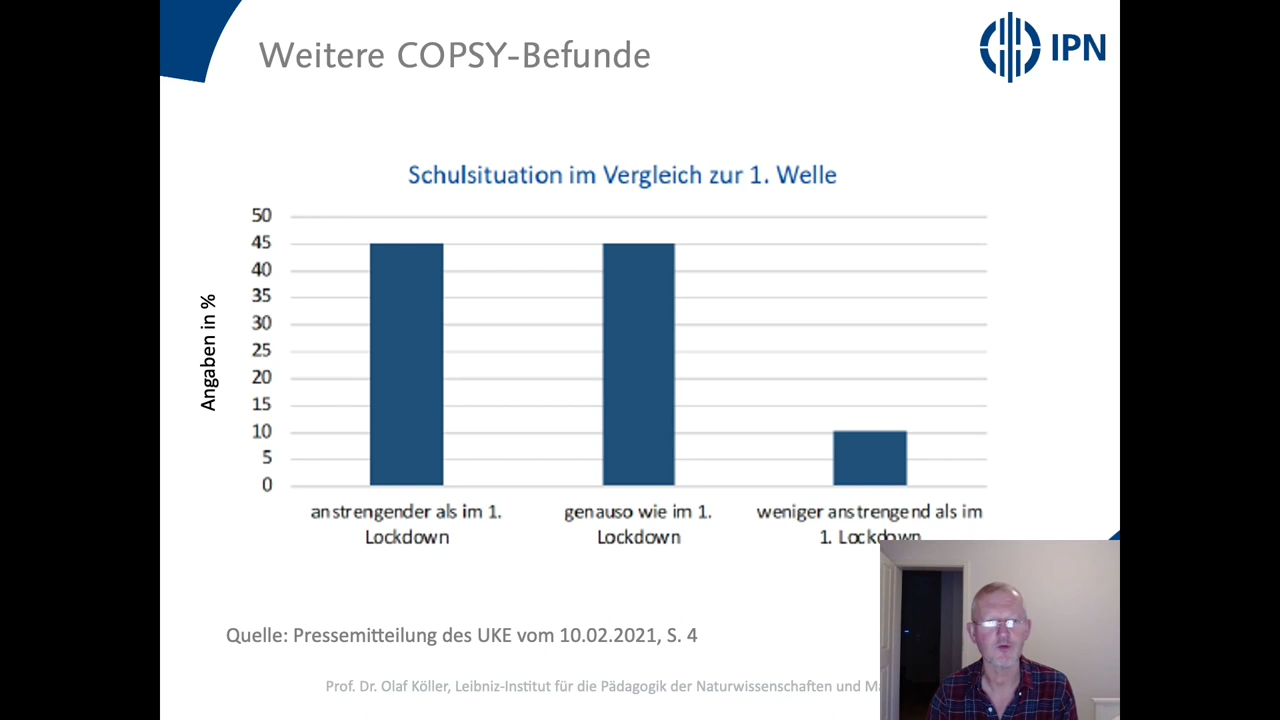 Weitere COPSY-Befunde
IPN
Schulsituation im Vergleich zur 1. Welle
50
45
40
35
30
25
20
15
10
5
0
Angaben in %
anstrengender als im 1.
Lockdown
genauso wie im 1.
Lockdown
weniger anstrengend als im
1. Lockdown
Quelle: Pressemitteilung des UKE vom 10.02.2021, S. 4
Prof. Dr. Olaf Köller, Leibniz-Institut für die Pädagogik der Naturwissenschaften und